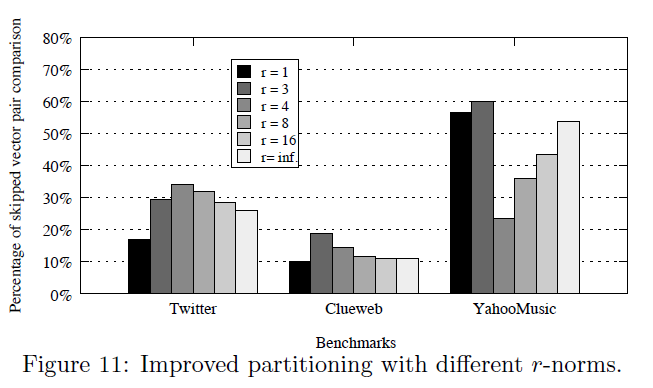 Percentage of skipped vector pair comparison
80%
70%
60%
50%
40%
30%
20%
10%
0%
r = 1
r = 3
r = 4
r = 8
r = 16
r= inf.
Twitter
Clueweb
YahooMusic
Benchmarks
Figure 11: Improved partitioning with different r-norms.